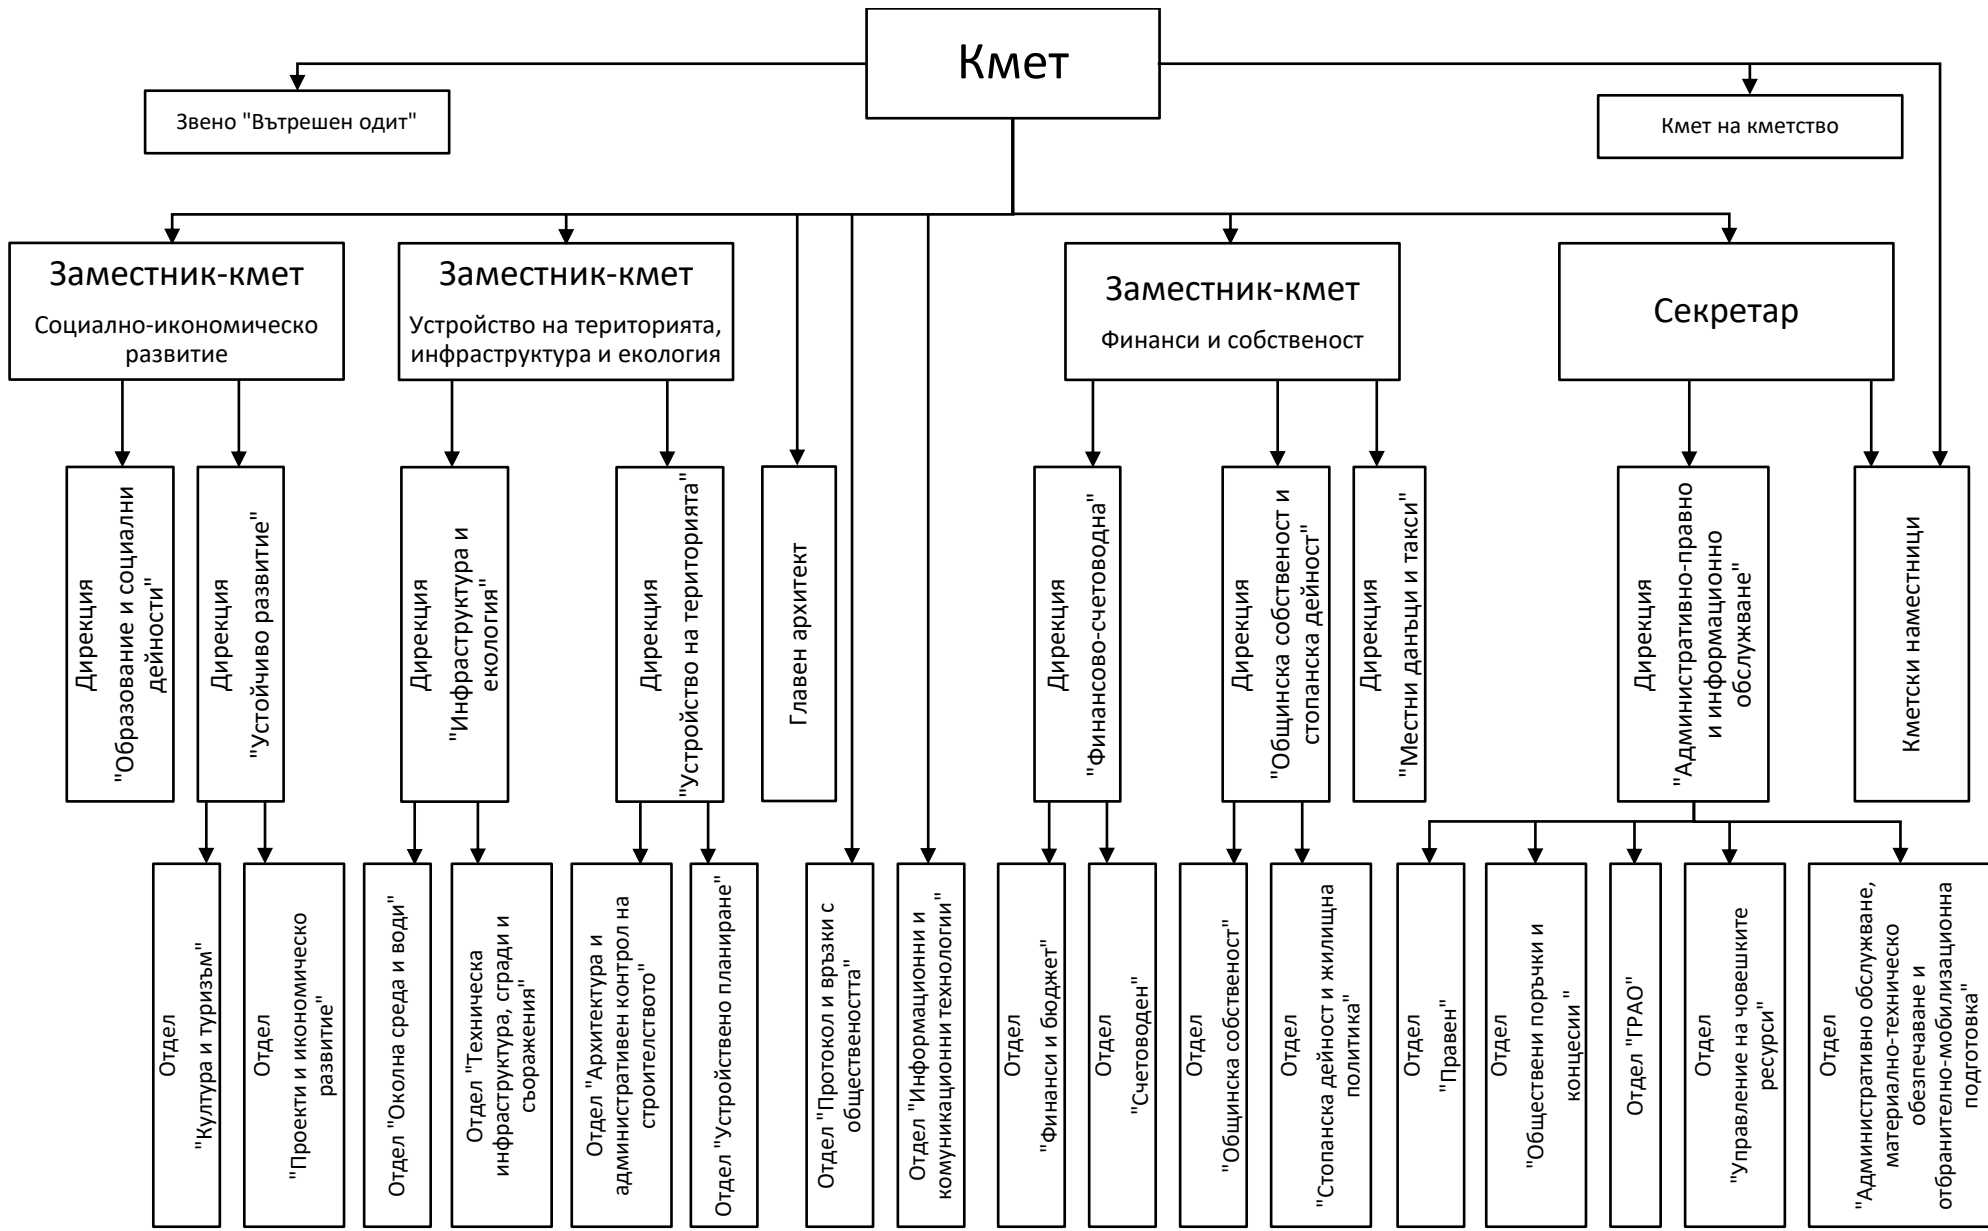 Кмет
Звено "Вътрешен одит"
Кмет на кметство
Заместник-кмет
Социално-икономическо
развитие
Заместник-кмет
Устройство на територията,
инфраструктура и екология
Заместник-кмет
Финанси и собственост
Секретар
Дирекция
"Образование и социални
дейности"
Дирекция
"Устойчиво развитие"
Дирекция
"Инфраструктура и
екология"
Дирекция
"Устройство на територията"
Главен архитект
Дирекция
"Финансово-счетоводна"
Дирекция
"Общинска собственост и
стопанска дейност"
Дирекция
"Местни данъци и такси"
Дирекция
"Административно-правно
и информационно
обслужване"
Кметски наместници
Отдел
"Култура и туризъм"
Отдел
"Проекти и икономическо
развитие"
Отдел "Околна среда и води"
Отдел "Техническа
инфраструктура, сгради и
съоражения"
Отдел "Архитектура и
административен контрол на
строителството"
Отдел "Устройствено планиране"
Отдел "Протокол и връзки с
обществеността"
Отдел "Информационни и
комуникационни технологии"
Отдел
"Финанси и бюджет"
Отдел
"Счетоводен"
Отдел
"Общинска собственост"
Отдел
"Стопанска дейност и жилищна
политика"
Отдел
"Правен"
Отдел
"Обществени поръчки и
концесии "
Отдел "ГРАО"
Отдел
"Управление на човешките
ресурси"
Отдел
"Административно обслужване,
материално-техническо
обезпечаване и
отбранително-мобилизационна
подготовка"